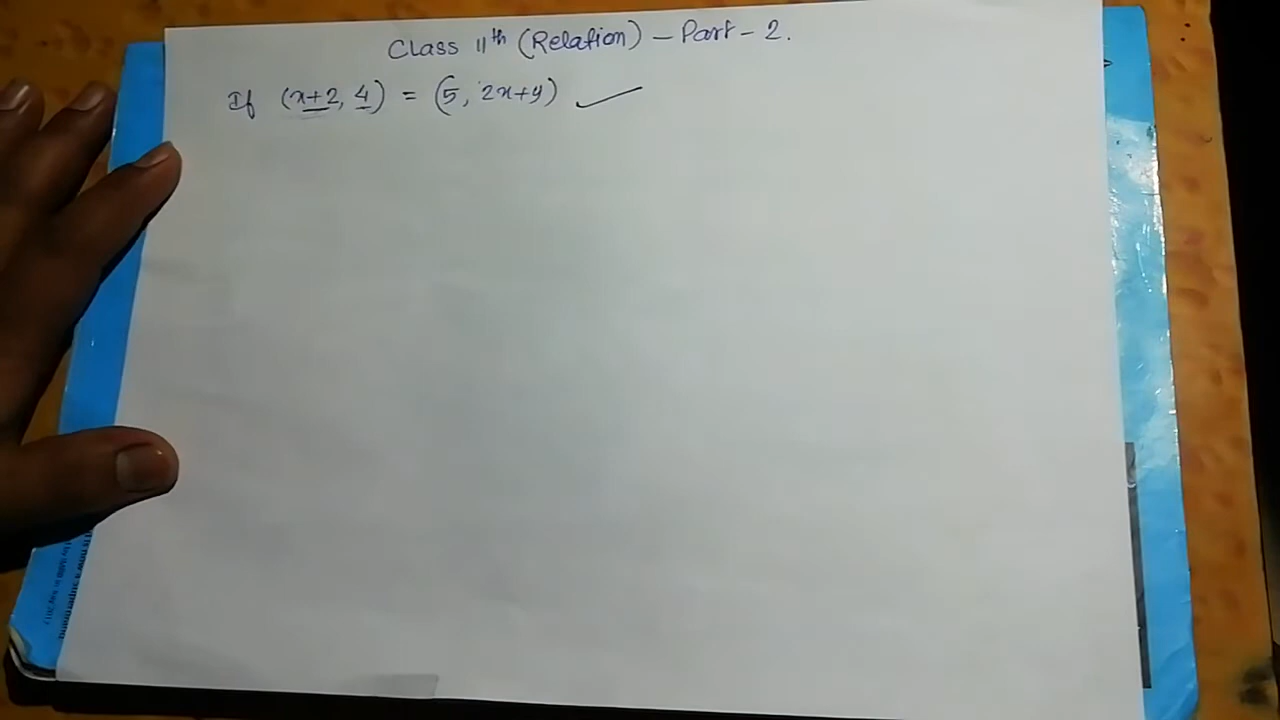 Class 11th (Relation) - Part - 2.
If (x+2, 4) = (5, 2x+y)